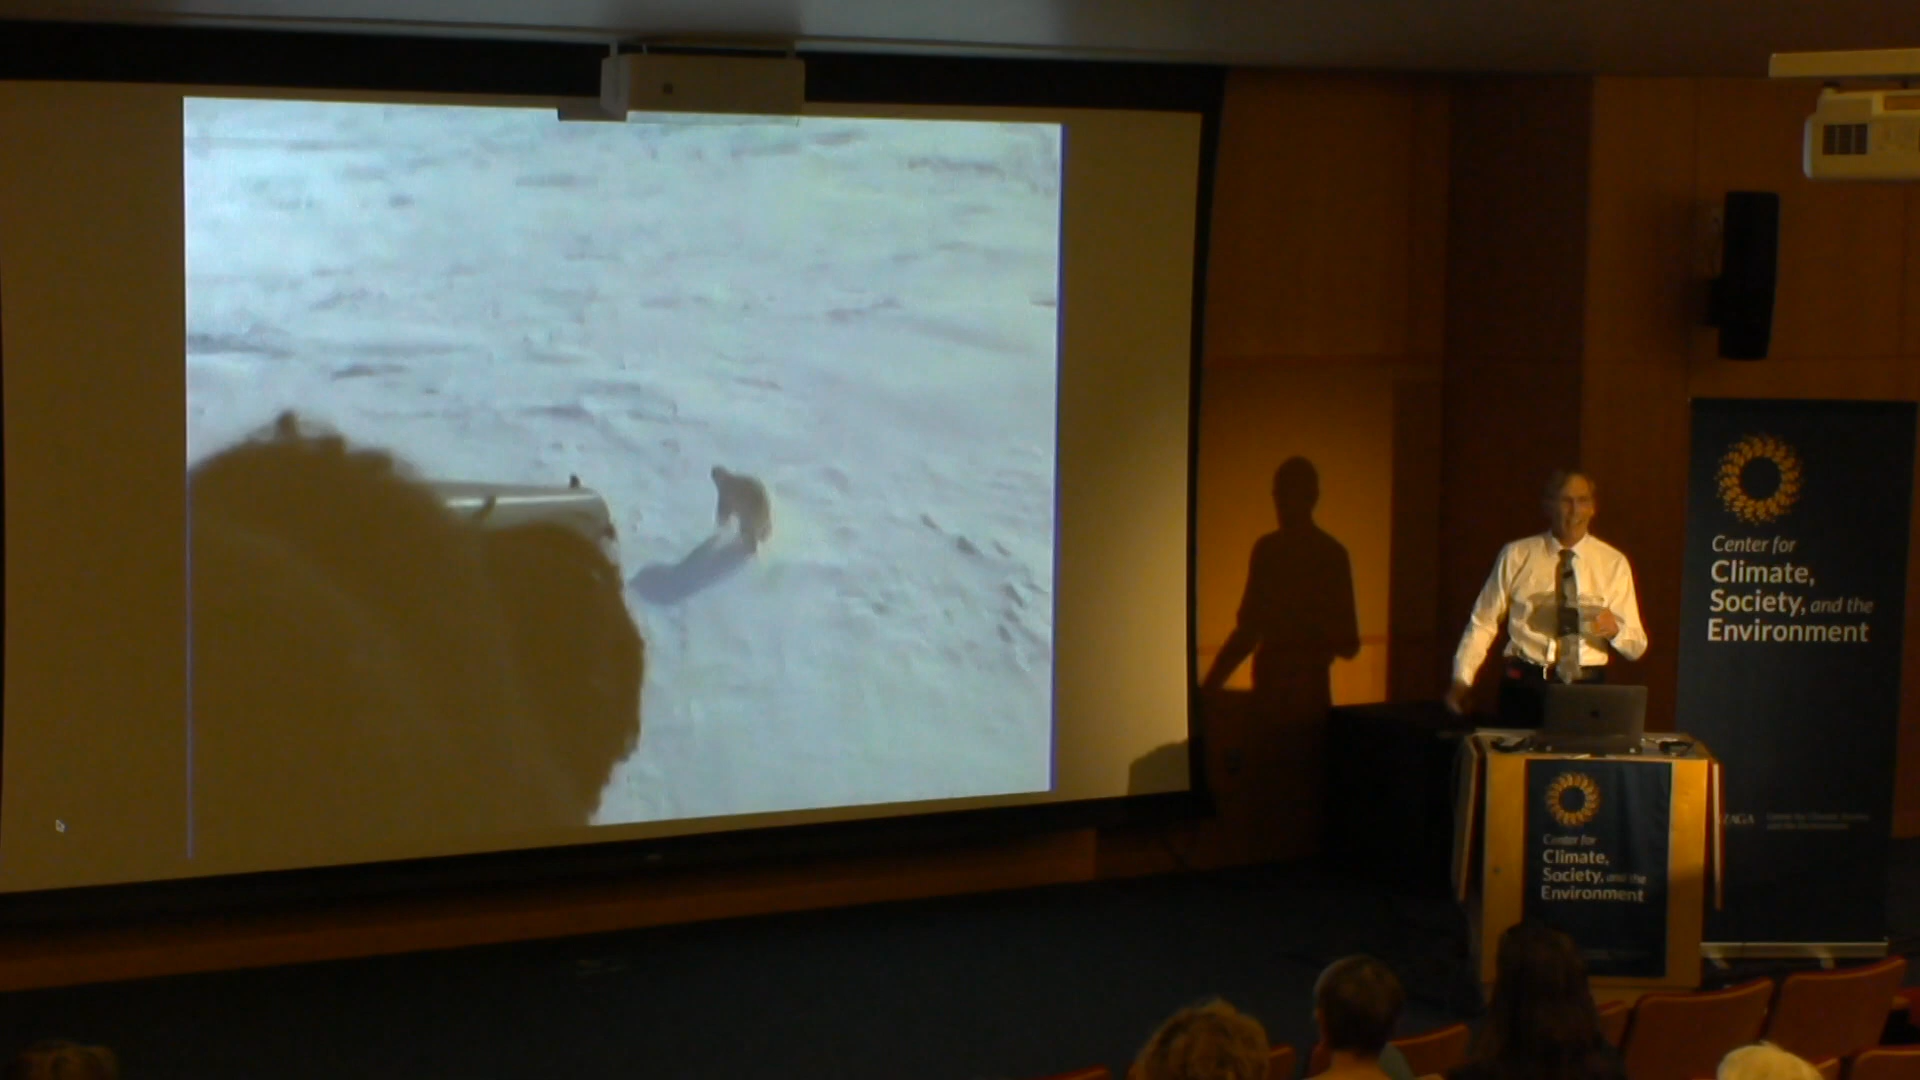 Center for
Climate,
Society, and the
Environment
Center for
Climate,
Society, and the
Environment